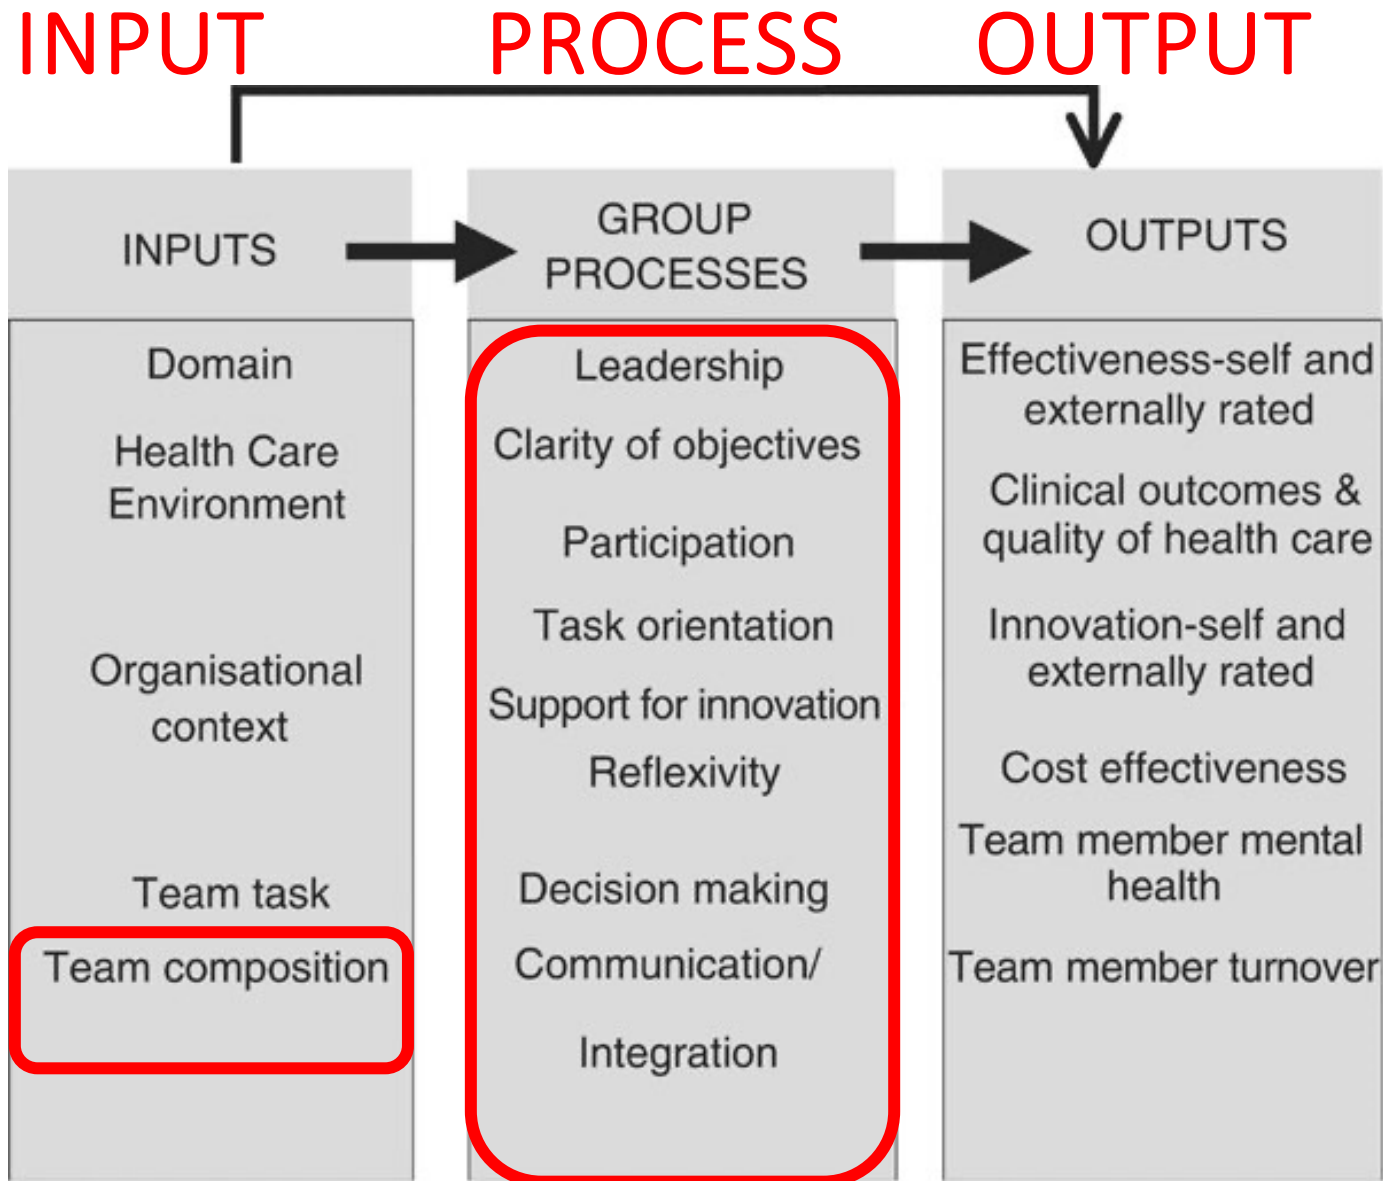 INPUT
PROCESS
OUTPUT
INPUTS
Domain
Health Care
Environment
Organisational
context
Team task
Team composition
GROUP
PROCESSES
Leadership
Clarity of objectives
Participation
Task orientation
Support for innovation
Reflexivity
Decision making
Communication/
Integration
OUTPUTS
Effectiveness-self and
externally rated
Clinical outcomes &
quality of health care
Innovation-self and
externally rated
Cost effectiveness
Team member mental
health
Team member turnover